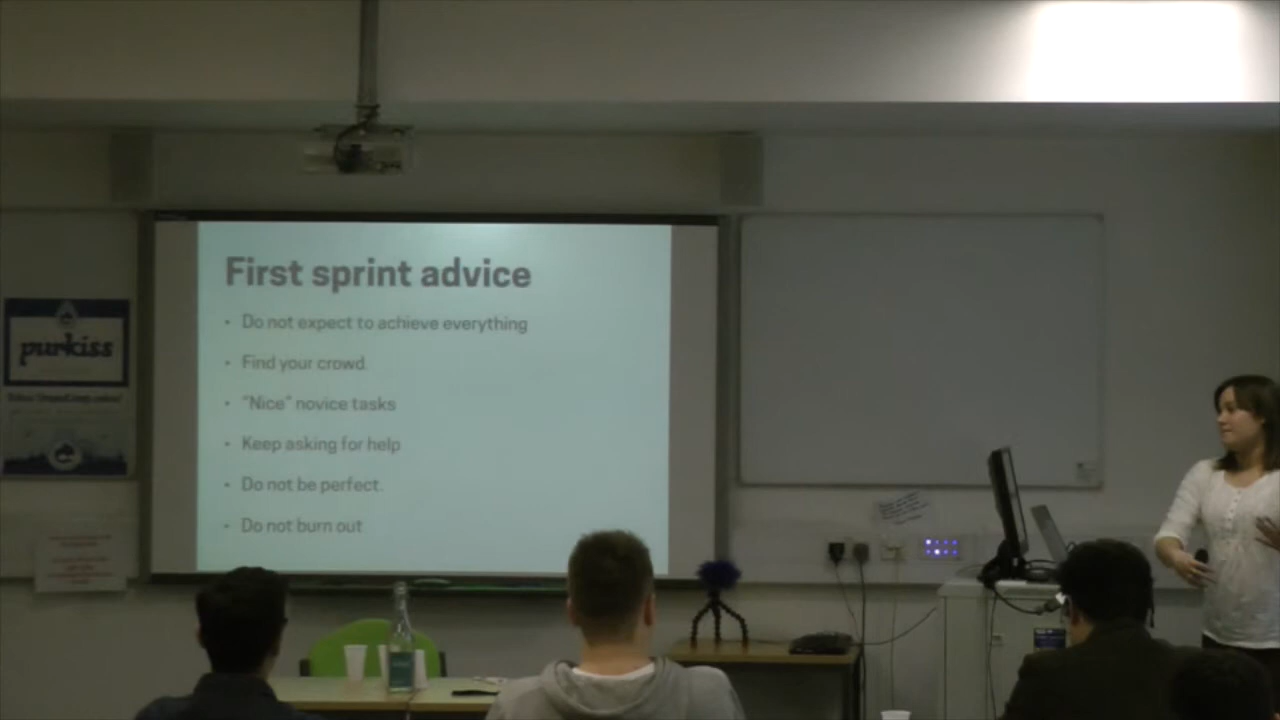 First sprint advice
• Do not expect to achieve everything
• Find your crowd.
• "Nice" novice tasks
• Keep asking for help
• Do not be perfect.
• Do not burn out
purkiss